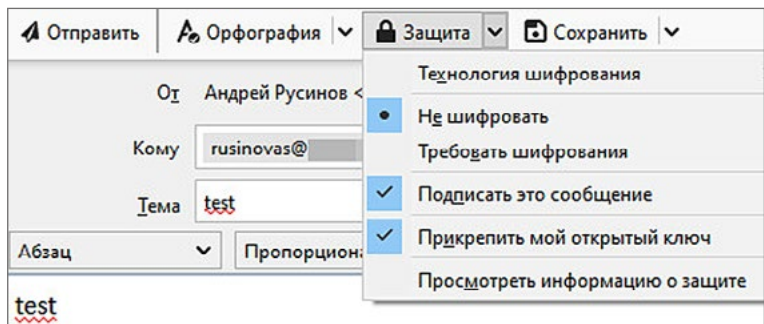 Отправить Орфография Защита Сохранить
Технология шифрования
От Андрей Русинов <
Не шифровать
Кому rusinovas@
Требовать шифрования
Тема test
Подписать это сообщение
Прикрепить мой открытый ключ
Абзац Пропорцион
Просмотреть информацию о защите
test